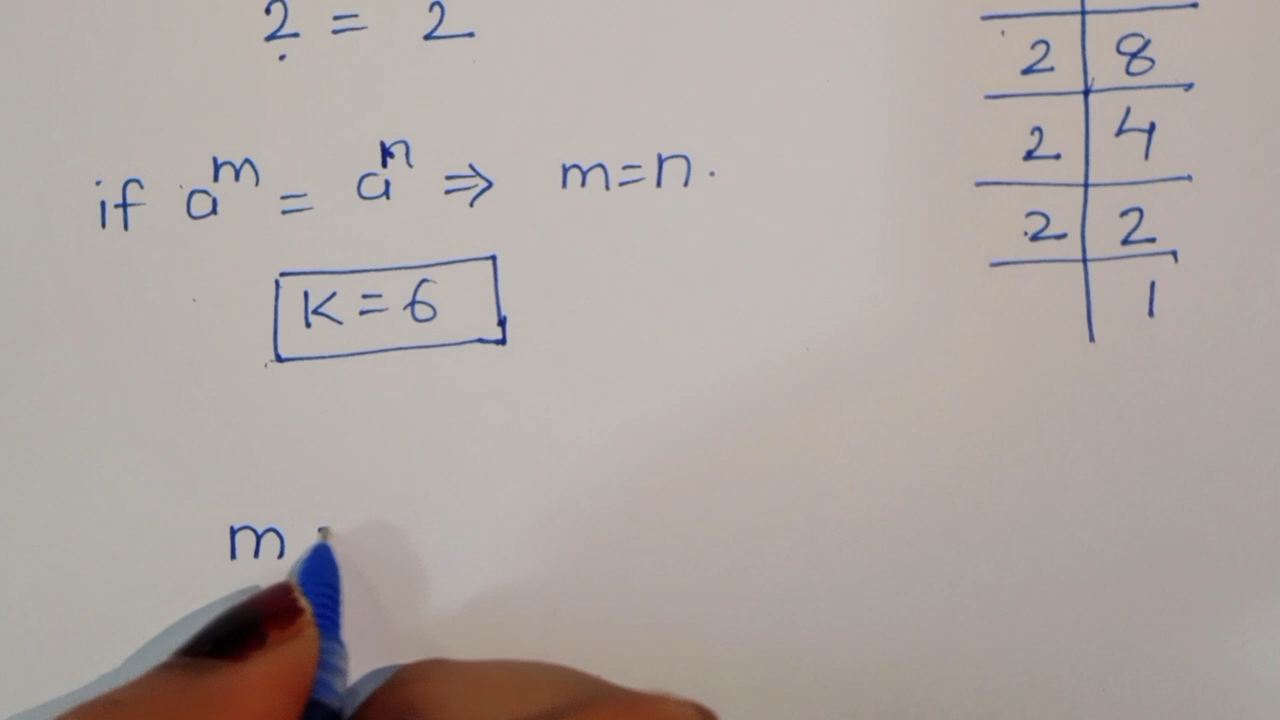 2 = 2
if a^m = a^n ⇒ m=n.
K = 6
m
2 | 8
2 | 4
2 | 2
1